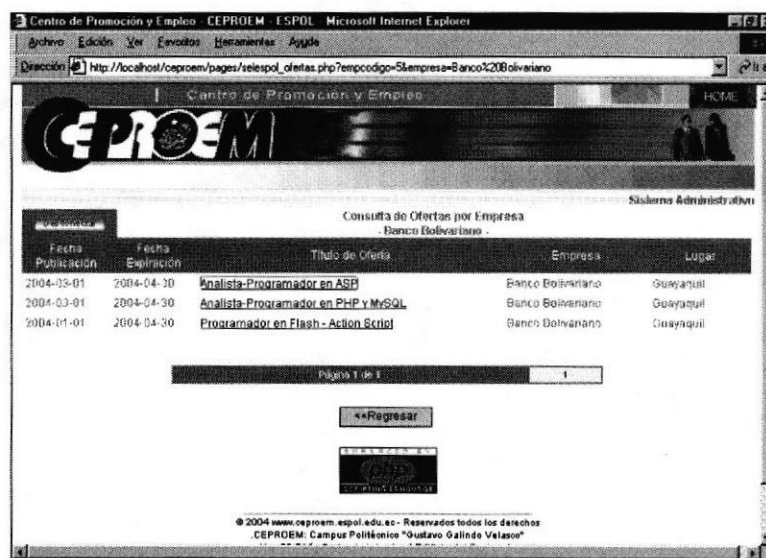 Centro de Promoción y Empleo - CEPROEM - ESPOL - Microsoft Internet Explorer
Archivo Edición Ver Favoritos Herramientas Ayuda
Dirección http://localhost/ceproem/pages/selespol_ofertas.php?empcodigo=5&empresa=Banco%20Bolivariano Ir a
Centro de Promoción y Empleo HOME
CEPROEM
Sistema Administrativo
Consulta de Ofertas por Empresa
- Banco Bolivariano -
Fecha Publicación Fecha Expiración Título de Oferta Empresa Lugar
2004-03-01 2004-04-30 Analista-Programador en ASP Banco Bolivariano Guayaquil
2004-03-01 2004-04-30 Analista-Programador en PHP y MySQL Banco Bolivariano Guayaquil
2004-01-01 2004-04-30 Programador en Flash - Action Script Banco Bolivariano Guayaquil
Página 1 de 1 1
<<Regresar
php
SCRIPTING LANGUAGE
© 2004 www.ceproem.espol.edu.ec - Reservados todos los derechos
.CEPROEM: Campus Politécnico "Gustavo Galindo Velasco"